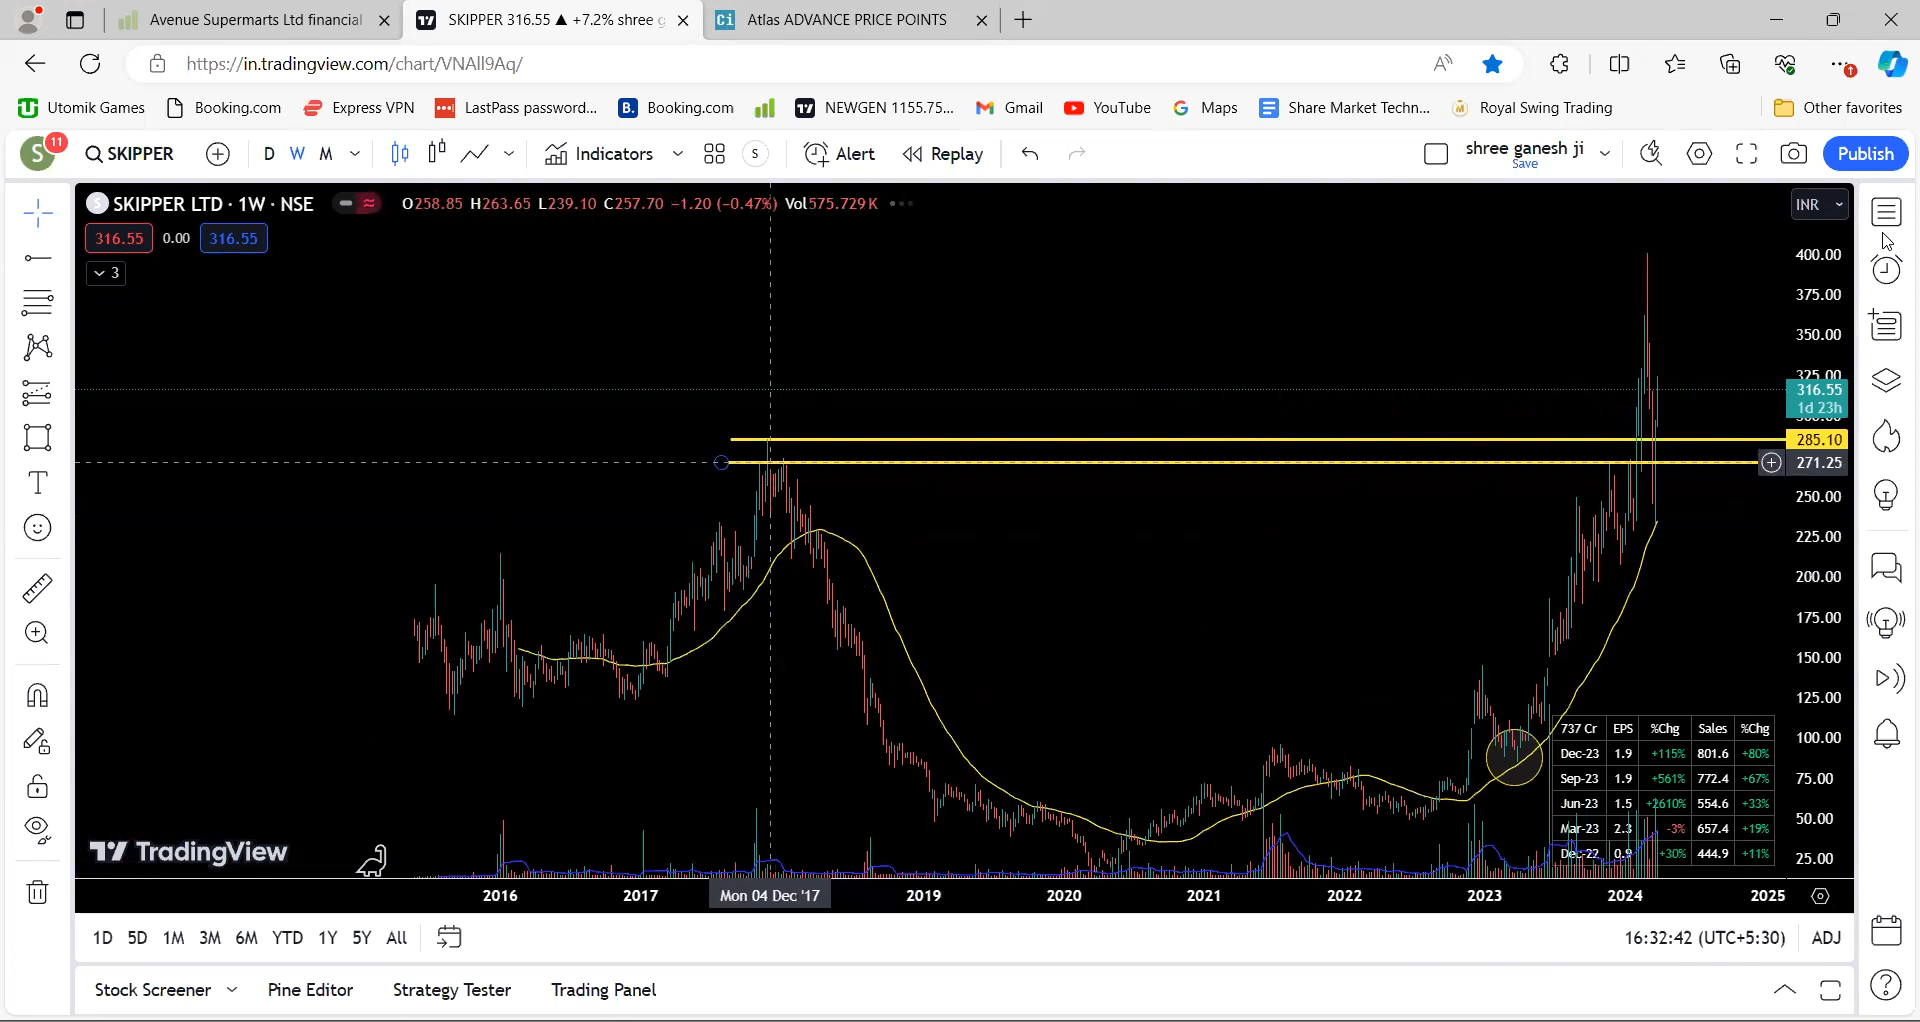 Avenue Supermarts Ltd financial
SKIPPER 316.55 ▲ +7.2% shree g
Atlas ADVANCE PRICE POINTS
https://in.tradingview.com/chart/VNAll9Aq/
Utomik Games Booking.com Express VPN LastPass password... Booking.com NEWGEN 1155.75... Gmail YouTube Maps Share Market Techn... Royal Swing Trading Other favorites
S 11 SKIPPER D W M Indicators S Alert Replay shree ganesh ji Publish
Save
S SKIPPER LTD · 1W · NSE O258.85 H263.65 L239.10 C257.70 −1.20 (−0.47%) Vol575.729K INR
316.55 0.00 316.55
3
400.00
375.00
350.00
325.00
316.55
1d 23h
285.10
271.25
250.00
225.00
200.00
175.00
150.00
125.00
100.00
75.00
50.00
25.00
737 Cr EPS %Chg Sales %Chg
Dec-23 1.9 +115% 801.6 +80%
Sep-23 1.9 +561% 772.4 +67%
Jun-23 1.5 +2610% 554.6 +33%
Mar-23 2.3 -3% 657.4 +19%
Dec-22 0.9 +30% 444.9 +11%
TradingView
2016 2017 Mon 04 Dec '17 2019 2020 2021 2022 2023 2024 2025
1D 5D 1M 3M 6M YTD 1Y 5Y All 16:32:42 (UTC+5:30) ADJ
Stock Screener Pine Editor Strategy Tester Trading Panel